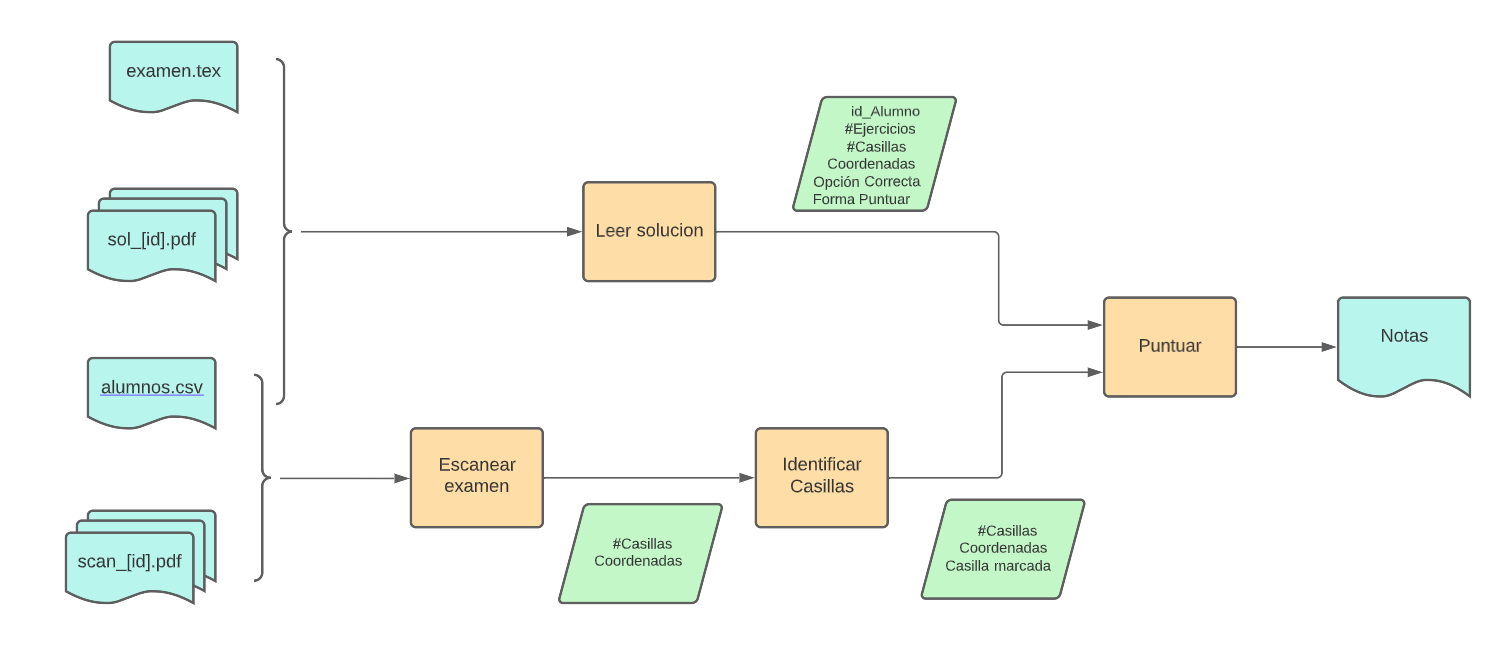 examen.tex
sol_[id].pdf
alumnos.csv
scan_[id].pdf
Leer solucion
id_Alumno
#Ejercicios
#Casillas
Coordenadas
Opción Correcta
Forma Puntuar
Escanear
examen
#Casillas
Coordenadas
Identificar
Casillas
#Casillas
Coordenadas
Casilla marcada
Puntuar
Notas